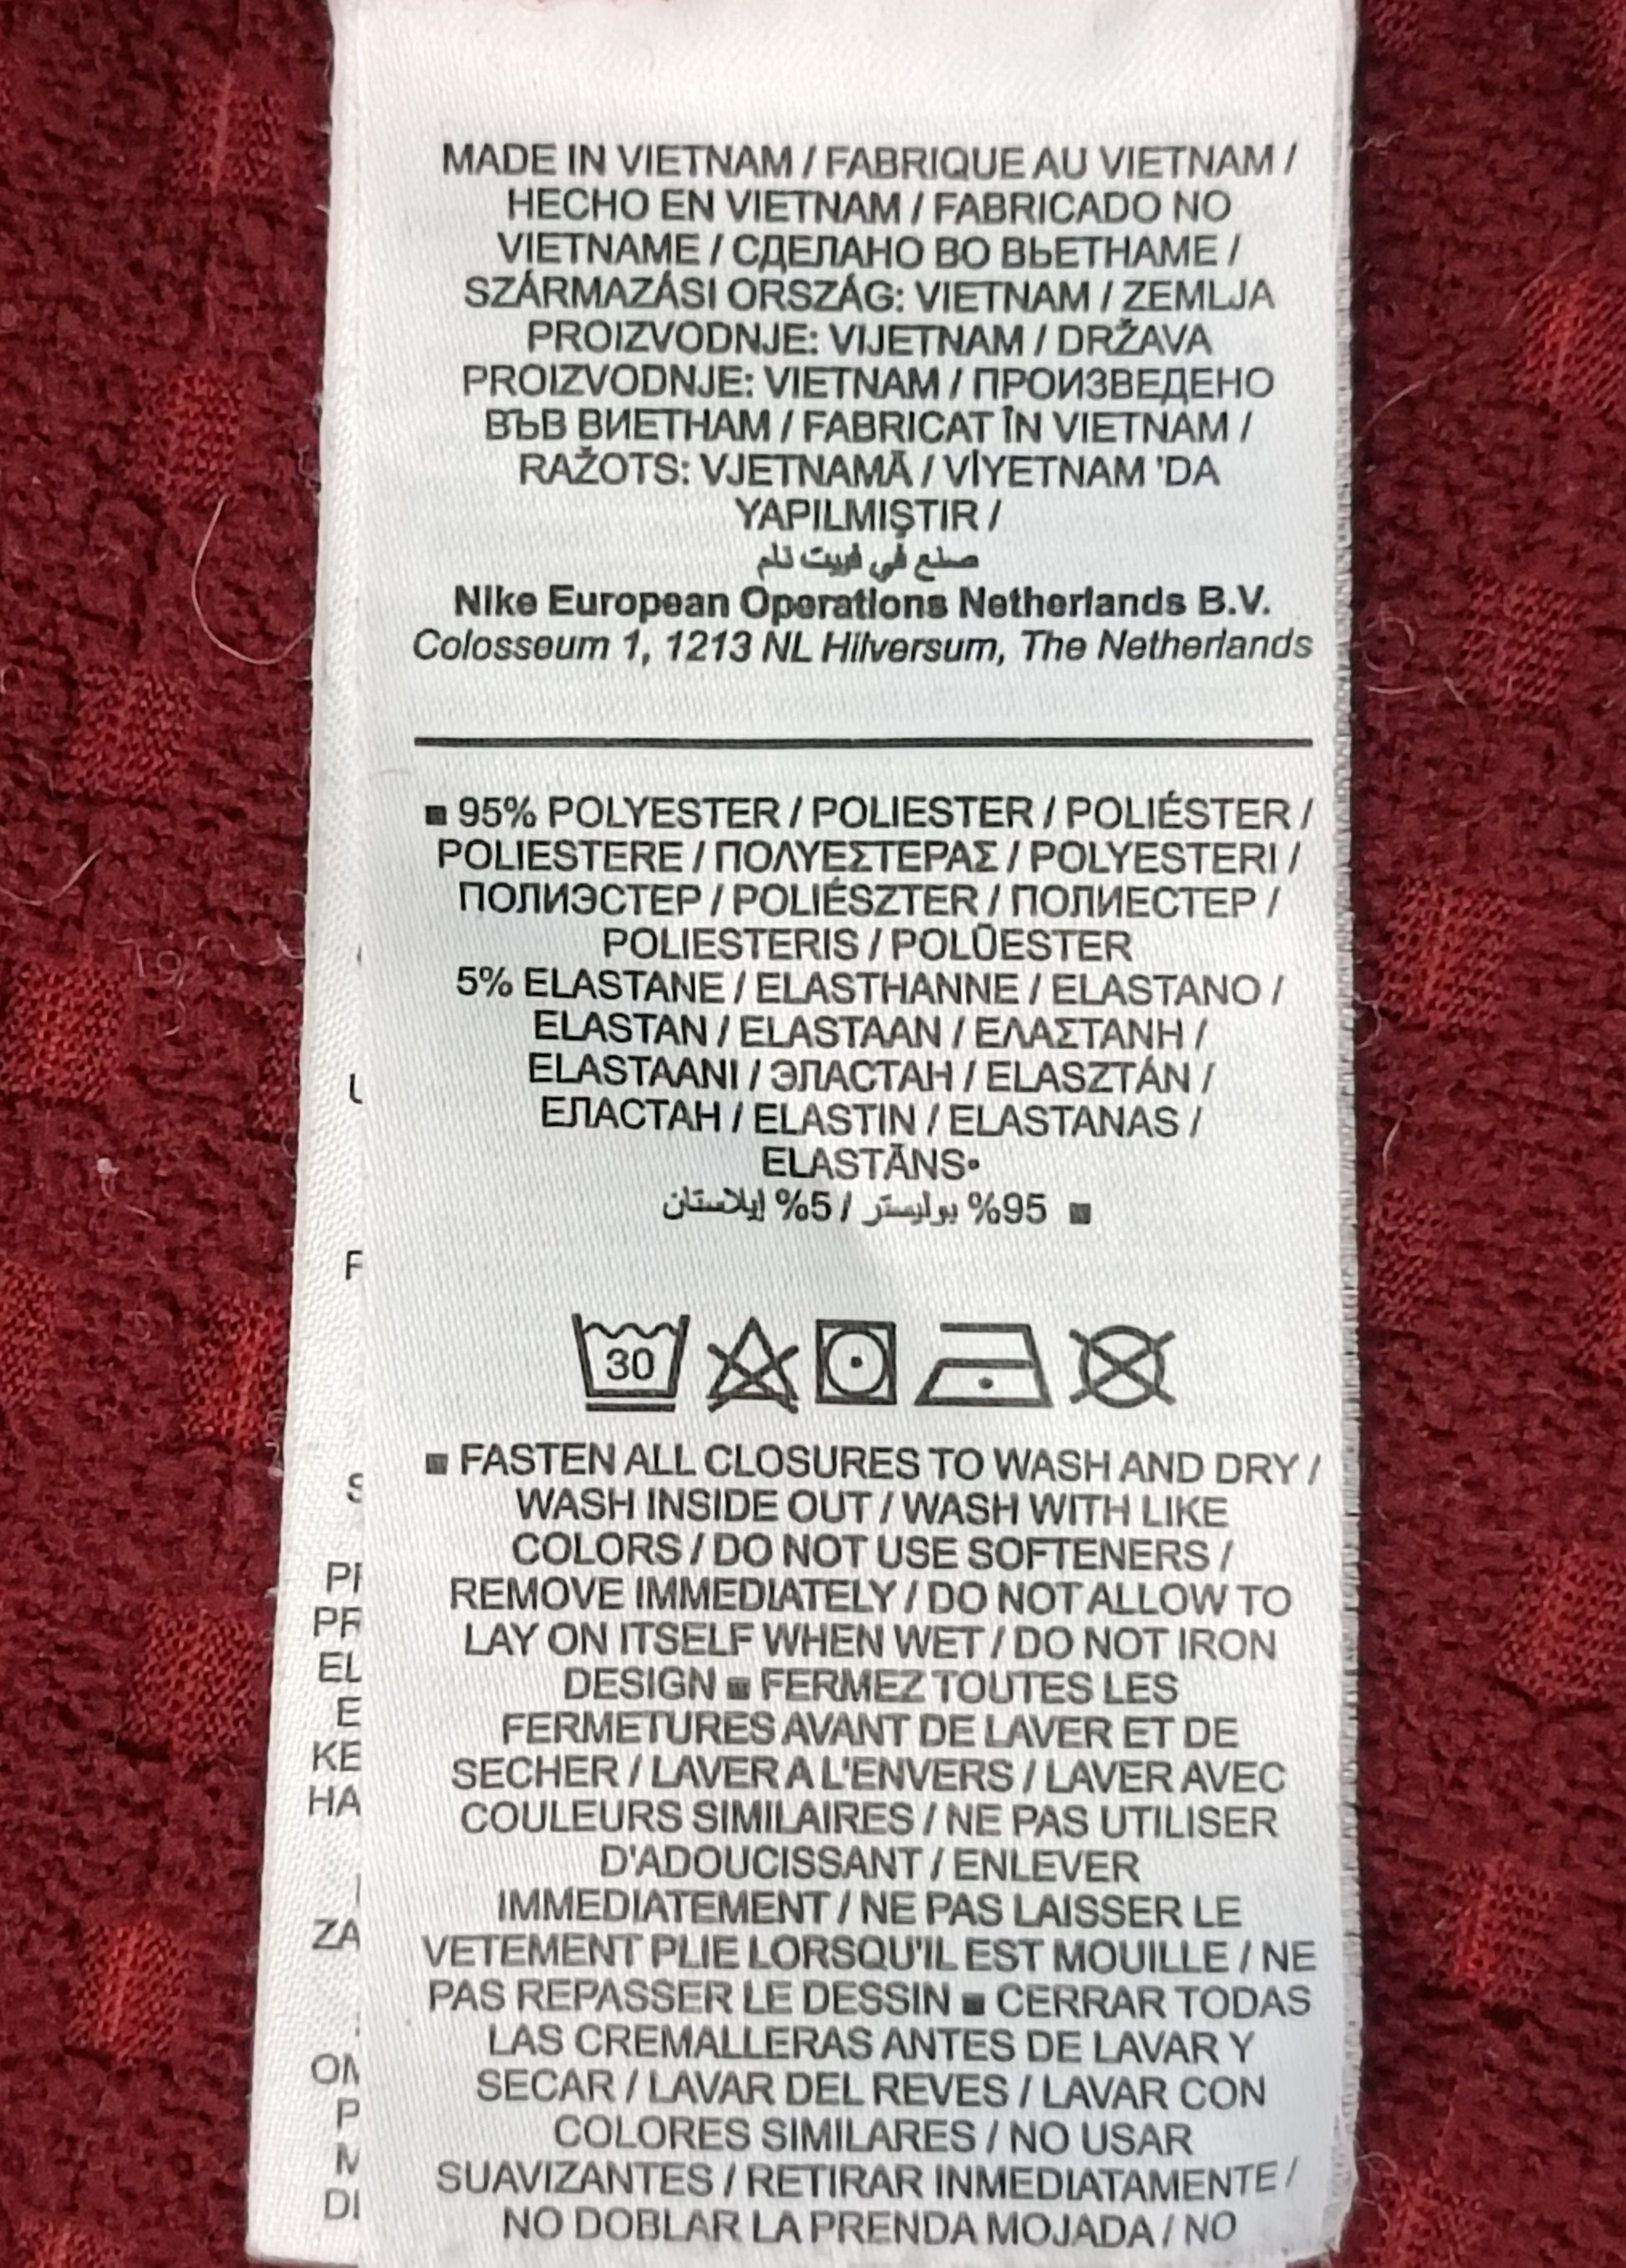 MADE IN VIETNAM / FABRIQUE AU VIETNAM /
HECHO EN VIETNAM / FABRICADO NO
VIETNAME / СДЕЛАНО ВО ВЬЕТНАМЕ /
SZÁRMAZÁSI ORSZÁG: VIETNAM / ZEMLJA
PROIZVODNJE: VIJETNAM / DRŽAVA
PROIZVODNJE: VIETNAM / ПРОИЗВЕДЕНО
ВЪВ ВИЕТНАМ / FABRICAT ÎN VIETNAM /
RAŽOTS: VJETNAMĀ / VİYETNAM 'DA
YAPILMIŞTIR /
صنع في فييت نام
Nike European Operations Netherlands B.V.
Colosseum 1, 1213 NL Hilversum, The Netherlands
■ 95% POLYESTER / POLIESTER / POLIÉSTER /
POLIESTERE / ΠΟΛΥΕΣΤΕΡΑΣ / POLYESTERI /
ПОЛИЭСТЕР / POLIÉSZTER / ПОЛИЕСТЕР /
POLIESTERIS / POLÜESTER
5% ELASTANE / ELASTHANNE / ELASTANO /
ELASTAN / ELASTAAN / ΕΛΑΣΤΑΝΗ /
ELASTAANI / ЭЛАСТАН / ELASZTÁN /
ЕЛАСТАН / ELASTIN / ELASTANAS /
ELASTĀNS•
■ 95% بوليستر / 5% إيلاستان
30
■ FASTEN ALL CLOSURES TO WASH AND DRY /
WASH INSIDE OUT / WASH WITH LIKE
COLORS / DO NOT USE SOFTENERS /
REMOVE IMMEDIATELY / DO NOT ALLOW TO
LAY ON ITSELF WHEN WET / DO NOT IRON
DESIGN ■ FERMEZ TOUTES LES
FERMETURES AVANT DE LAVER ET DE
SECHER / LAVER A L'ENVERS / LAVER AVEC
COULEURS SIMILAIRES / NE PAS UTILISER
D'ADOUCISSANT / ENLEVER
IMMEDIATEMENT / NE PAS LAISSER LE
VETEMENT PLIE LORSQU'IL EST MOUILLE / NE
PAS REPASSER LE DESSIN ■ CERRAR TODAS
LAS CREMALLERAS ANTES DE LAVAR Y
SECAR / LAVAR DEL REVES / LAVAR CON
COLORES SIMILARES / NO USAR
SUAVIZANTES / RETIRAR INMEDIATAMENTE /
NO DOBLAR LA PRENDA MOJADA / NO